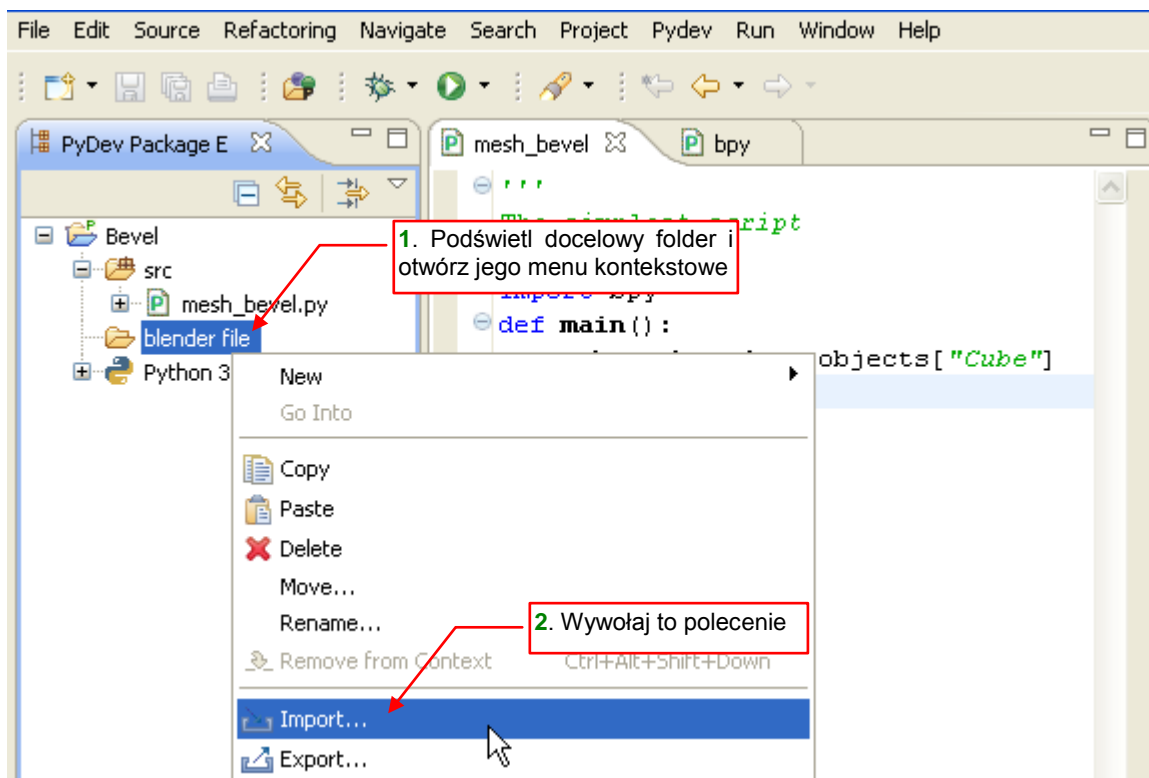 File Edit Source Refactoring Navigate Search Project Pydev Run Window Help
PyDev Package E
mesh_bevel
bpy
'''
1. Podświetl docelowy folder i
otwórz jego menu kontekstowe
Bevel
src
mesh_bevel.py
blender file
Python 3
import bpy
def main():
objects["Cube"]
New
Go Into
Copy
Paste
Delete
Move...
Rename...
Remove from Context Ctrl+Alt+Shift+Down
Import...
Export...
2. Wywołaj to polecenie